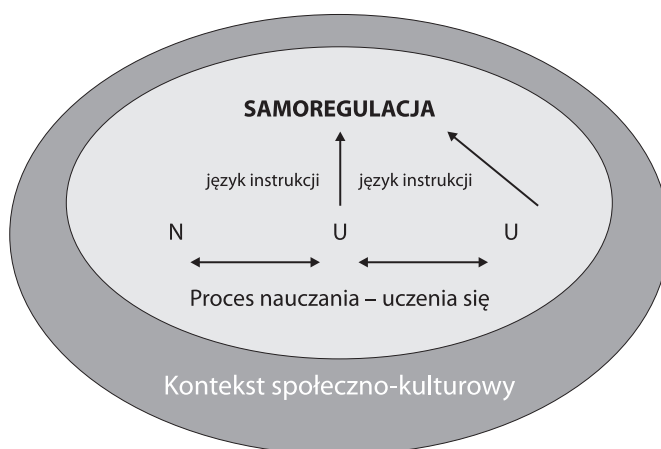 SAMOREGULACJA
język instrukcji język instrukcji
N U U
Proces nauczania – uczenia się
Kontekst społeczno-kulturowy